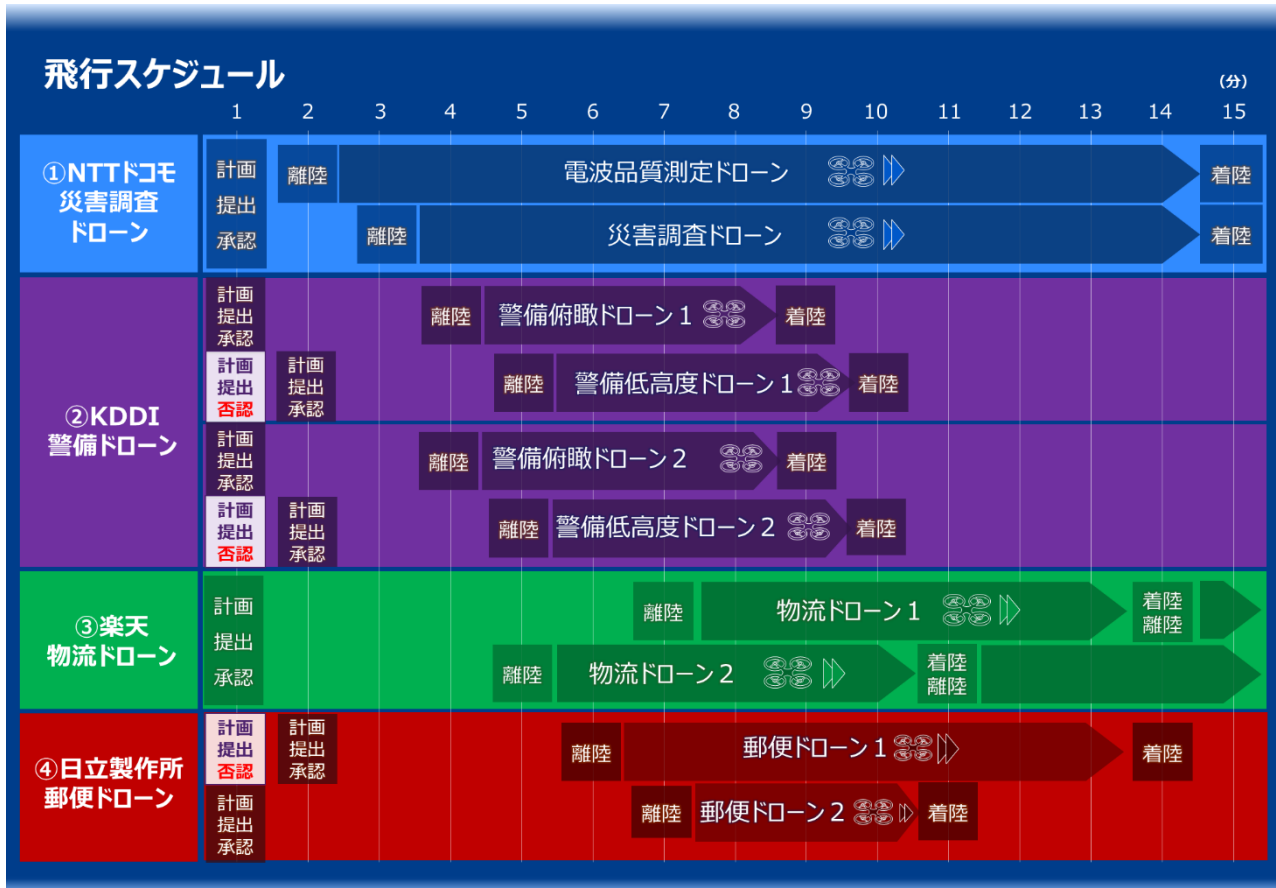 飛行スケジュール
(分)
1 2 3 4 5 6 7 8 9 10 11 12 13 14 15
①NTTドコモ
災害調査
ドローン
計画
提出
承認
離陸
電波品質測定ドローン
着陸
離陸
災害調査ドローン
着陸
②KDDI
警備ドローン
計画
提出
承認
離陸
警備俯瞰ドローン1
着陸
計画
提出
否認
計画
提出
承認
離陸
警備低高度ドローン1
着陸
計画
提出
承認
離陸
警備俯瞰ドローン2
着陸
計画
提出
否認
計画
提出
承認
離陸
警備低高度ドローン2
着陸
③楽天
物流ドローン
計画
提出
承認
離陸
物流ドローン1
着陸
離陸
離陸
物流ドローン2
着陸
離陸
④日立製作所
郵便ドローン
計画
提出
否認
計画
提出
承認
離陸
郵便ドローン1
着陸
計画
提出
承認
離陸
郵便ドローン2
着陸